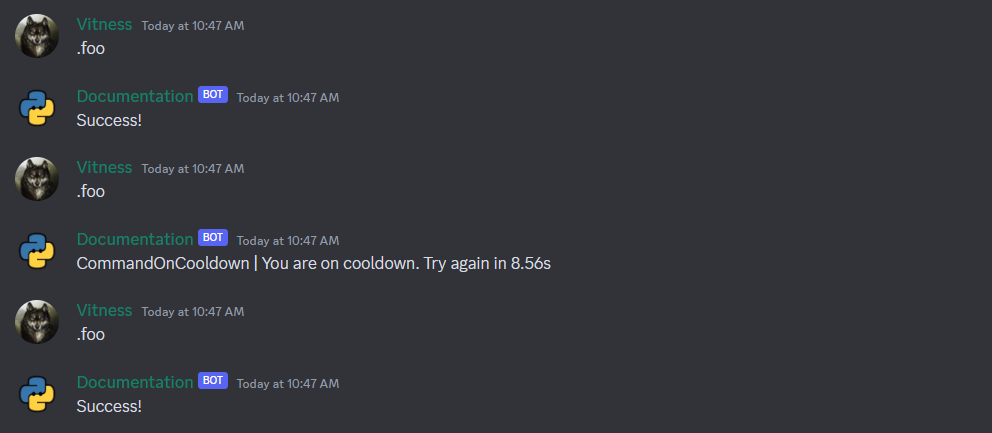 Vitness Today at 10:47 AM
.foo
Documentation BOT Today at 10:47 AM
Success!
Vitness Today at 10:47 AM
.foo
Documentation BOT Today at 10:47 AM
CommandOnCooldown | You are on cooldown. Try again in 8.56s
Vitness Today at 10:47 AM
.foo
Documentation BOT Today at 10:47 AM
Success!